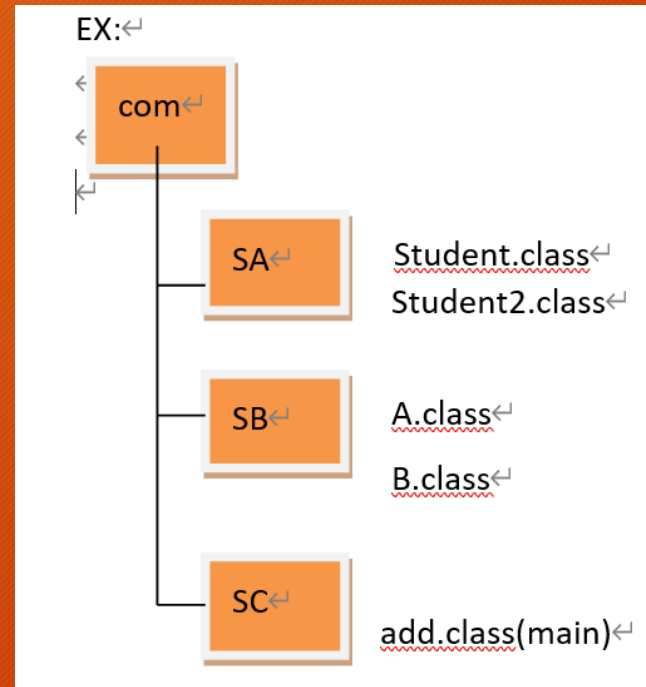 EX:
com
SA
Student.class
Student2.class
SB
A.class
B.class
SC
add.class(main)